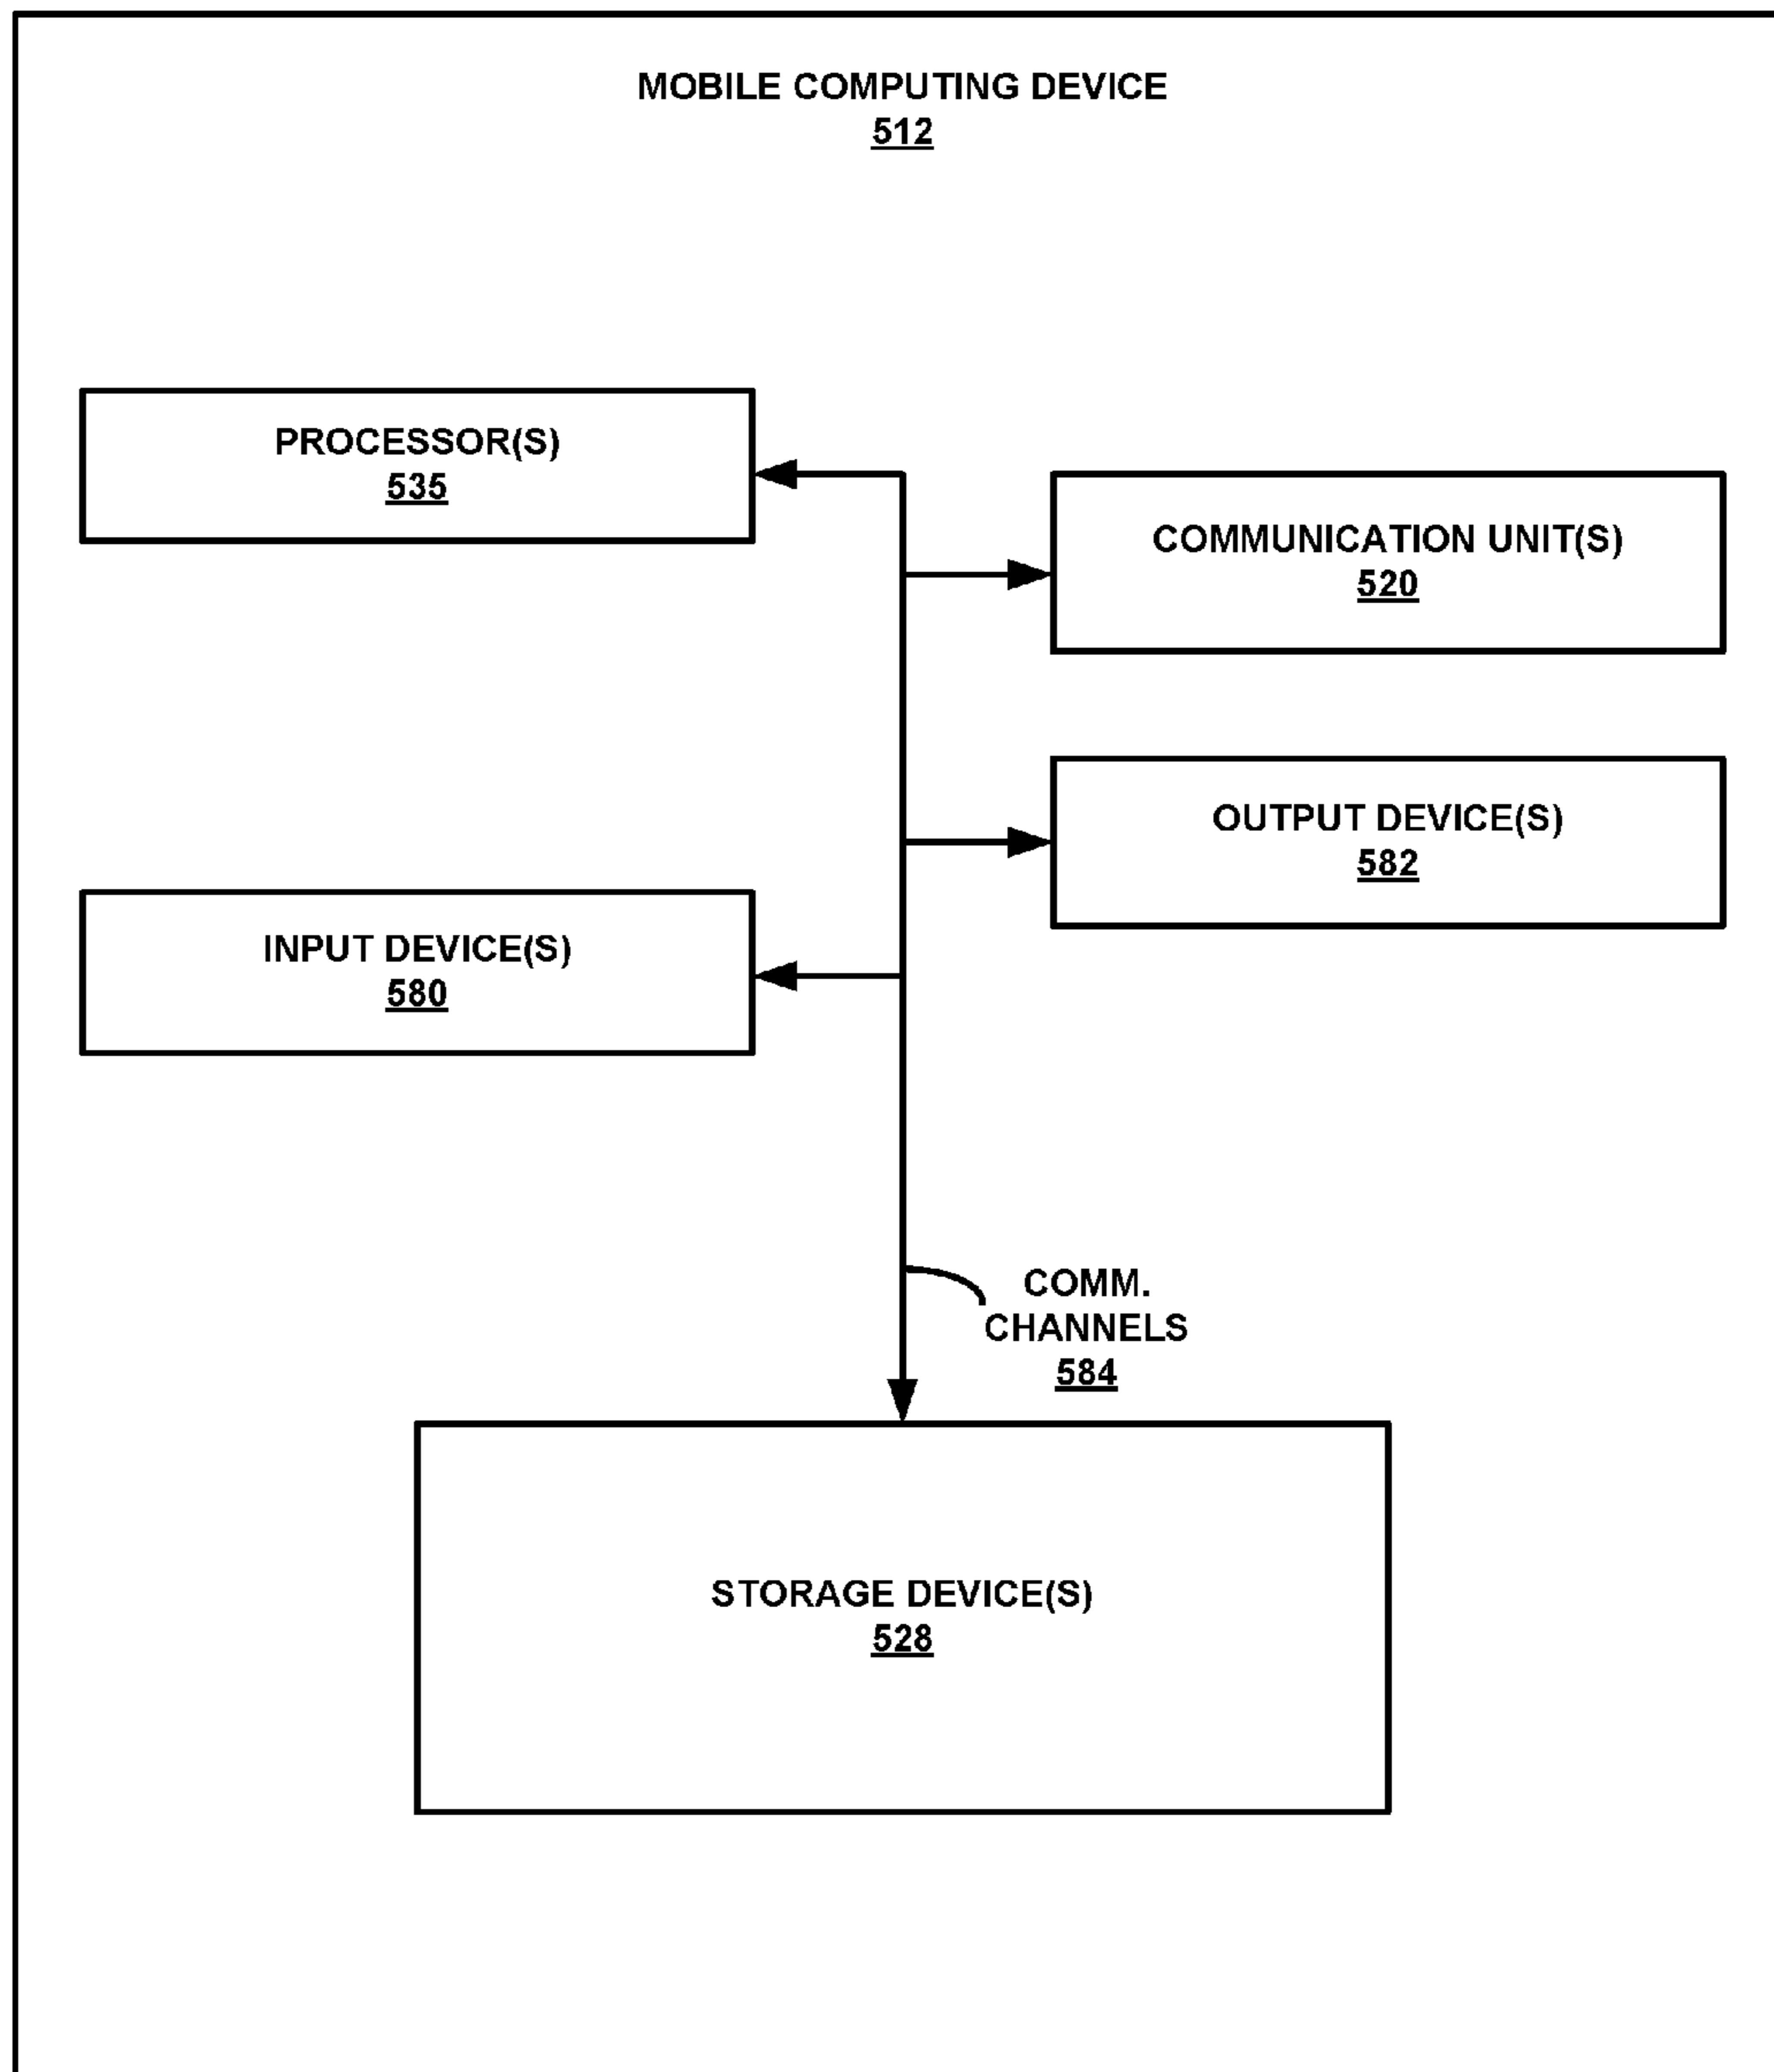 MOBILE COMPUTING DEVICE
512
PROCESSOR(S)
535
COMMUNICATION UNIT(S)
520
OUTPUT DEVICE(S)
582
INPUT DEVICE(S)
580
COMM.
CHANNELS
584
STORAGE DEVICE(S)
528